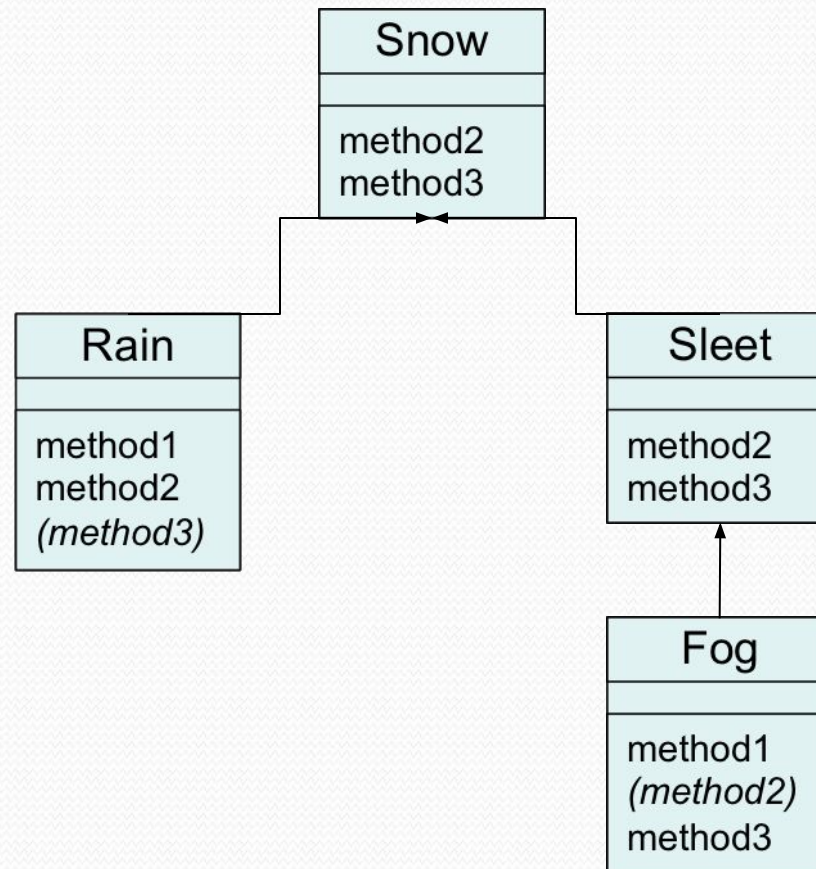 Snow
method2
method3
Rain
method1
method2
(method3)
Sleet
method2
method3
Fog
method1
(method2)
method3